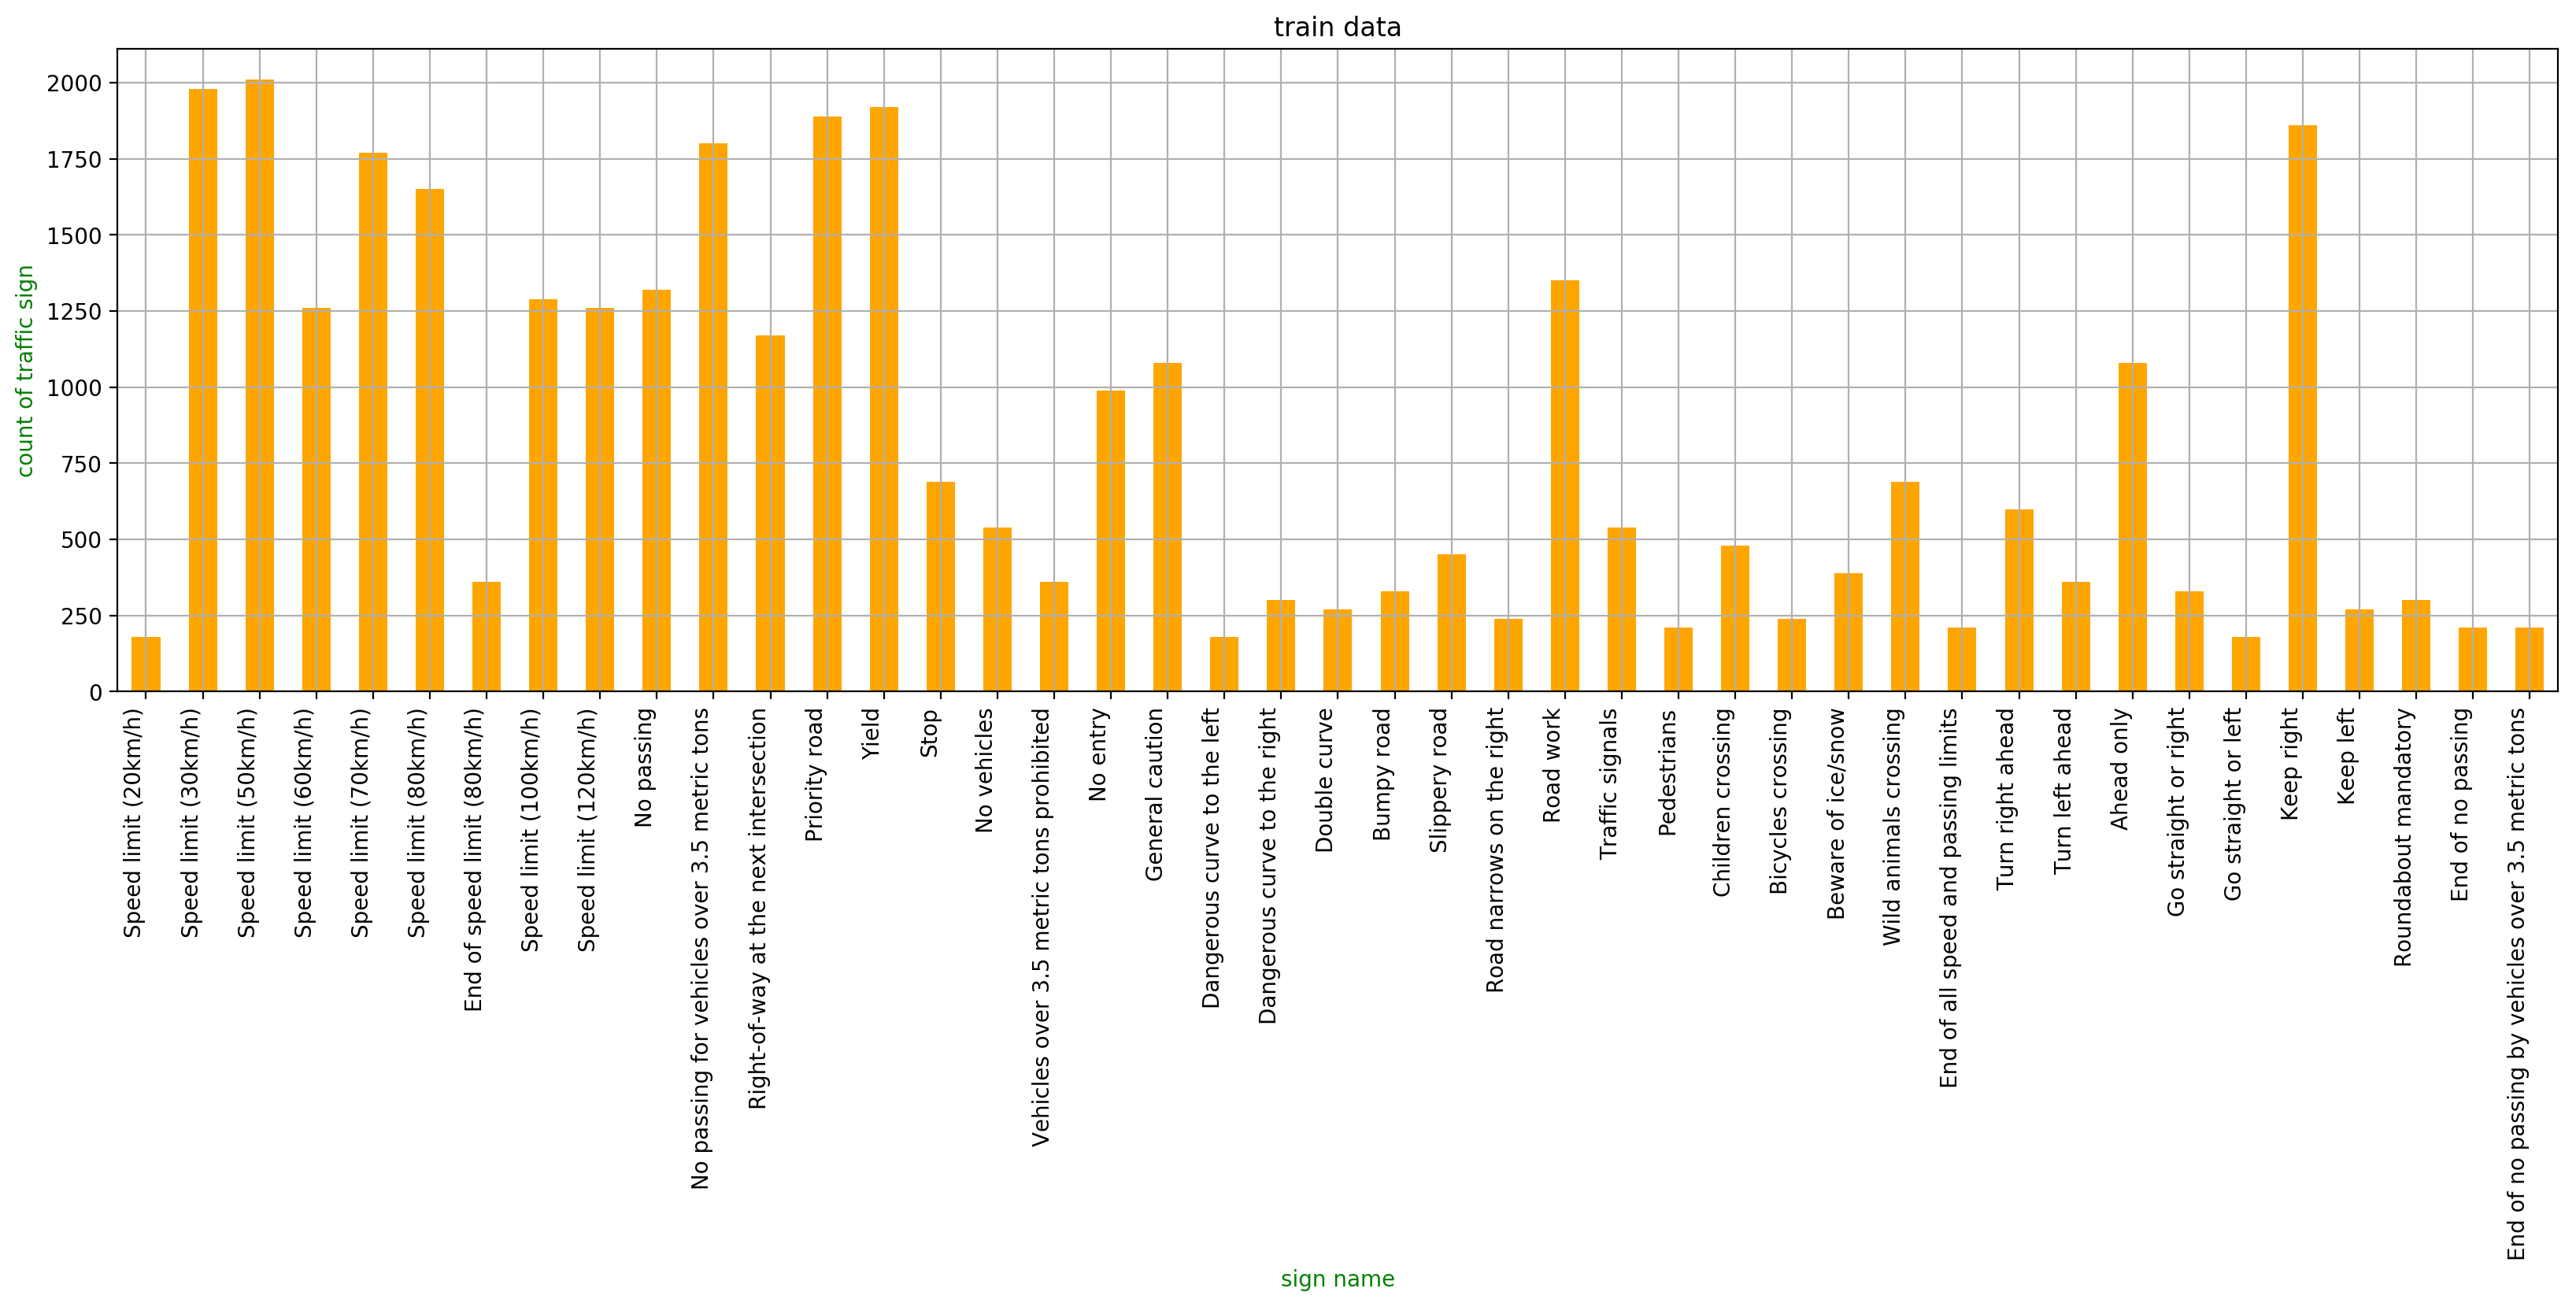 train data
count of traffic sign
2000
1750
1500
1250
1000
750
500
250
0
Speed limit (20km/h)
Speed limit (30km/h)
Speed limit (50km/h)
Speed limit (60km/h)
Speed limit (70km/h)
Speed limit (80km/h)
End of speed limit (80km/h)
Speed limit (100km/h)
Speed limit (120km/h)
No passing
No passing for vehicles over 3.5 metric tons
Right-of-way at the next intersection
Priority road
Yield
Stop
No vehicles
Vehicles over 3.5 metric tons prohibited
No entry
General caution
Dangerous curve to the left
Dangerous curve to the right
Double curve
Bumpy road
Slippery road
Road narrows on the right
Road work
Traffic signals
Pedestrians
Children crossing
Bicycles crossing
Beware of ice/snow
Wild animals crossing
End of all speed and passing limits
Turn right ahead
Turn left ahead
Ahead only
Go straight or right
Go straight or left
Keep right
Keep left
Roundabout mandatory
End of no passing
End of no passing by vehicles over 3.5 metric tons
sign name